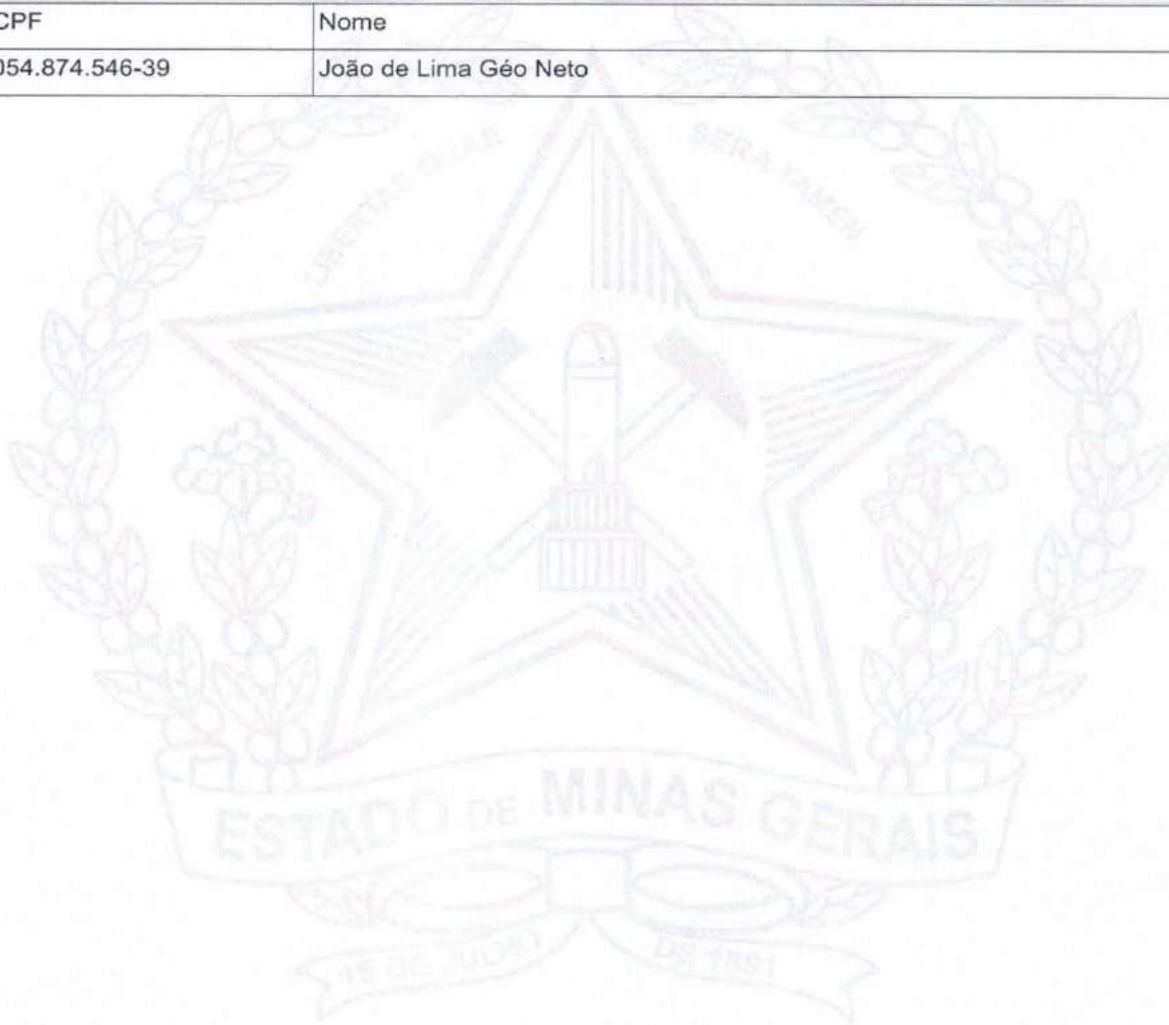 CPF Nome
054.874.546-39 João de Lima Géo Neto
LIBERTAS QUAE SERA TAMEN
ESTADO DE MINAS GERAIS
15 DE JULHO DE 1891